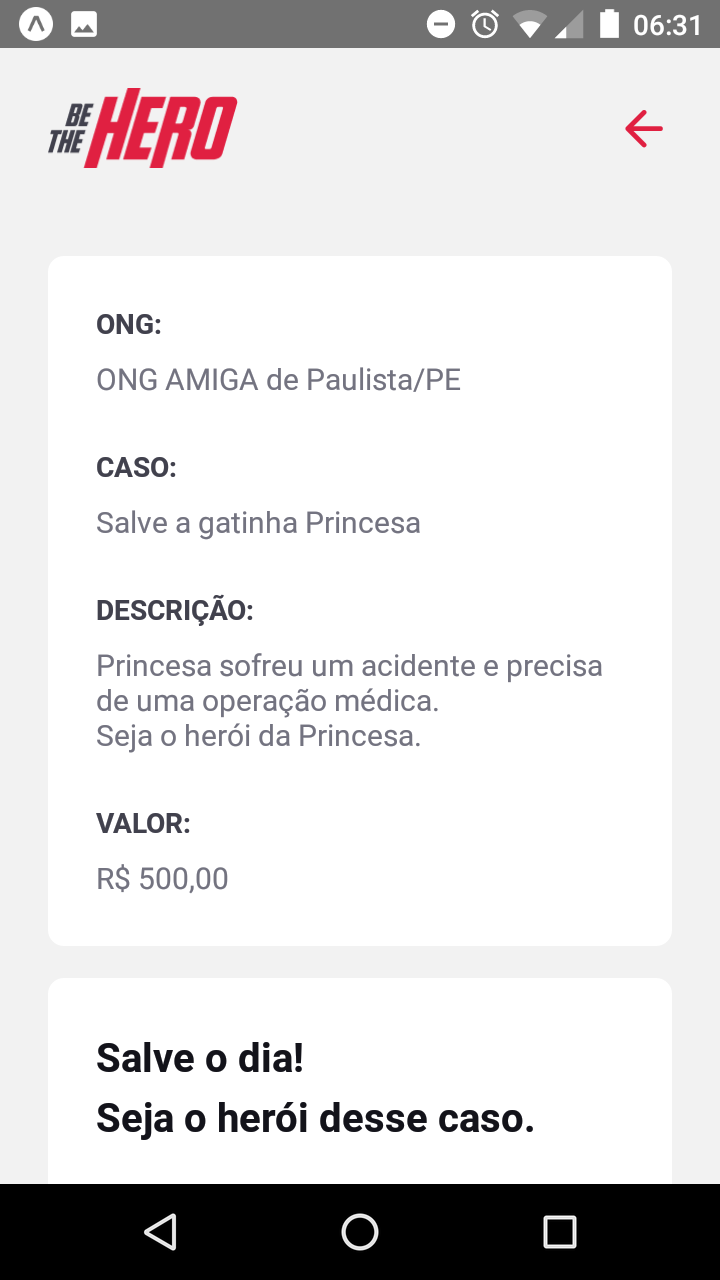 06:31
BE
THE HERO
ONG:
ONG AMIGA de Paulista/PE
CASO:
Salve a gatinha Princesa
DESCRIÇÃO:
Princesa sofreu um acidente e precisa
de uma operação médica.
Seja o herói da Princesa.
VALOR:
R$ 500,00
Salve o dia!
Seja o herói desse caso.